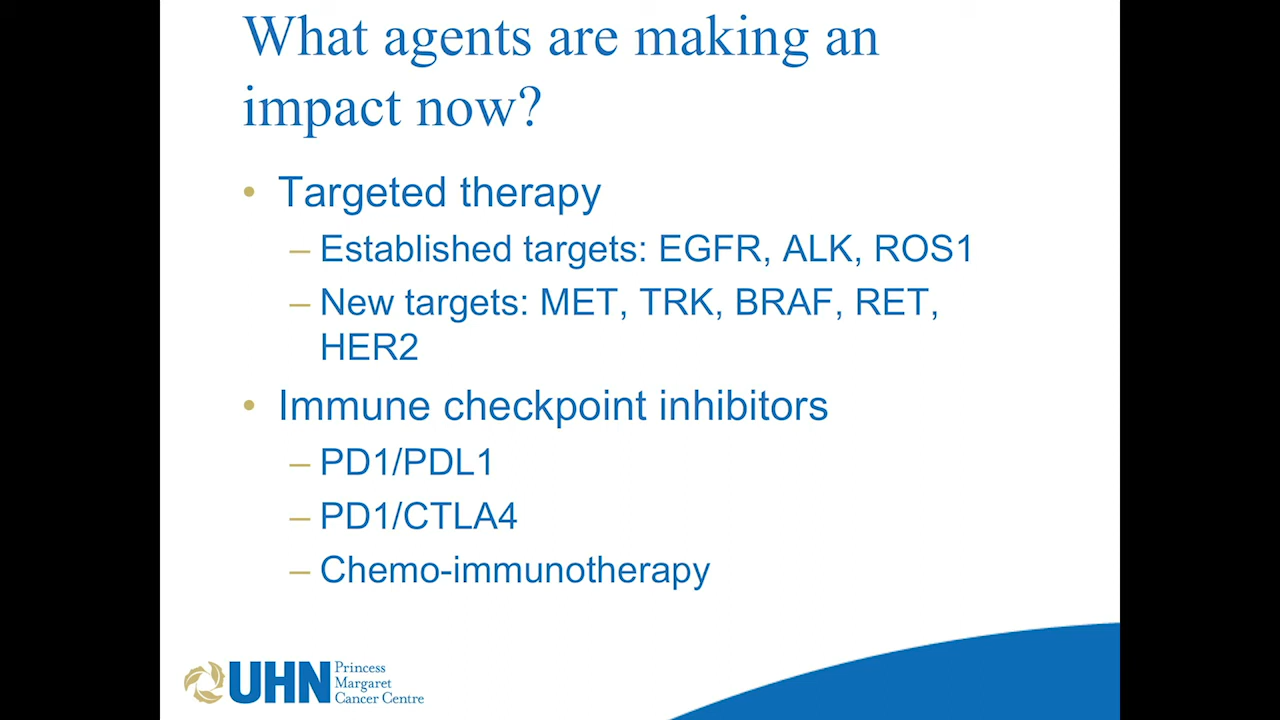 What agents are making an
impact now?
• Targeted therapy
– Established targets: EGFR, ALK, ROS1
– New targets: MET, TRK, BRAF, RET,
HER2
• Immune checkpoint inhibitors
– PD1/PDL1
– PD1/CTLA4
– Chemo-immunotherapy
UHN
Princess
Margaret
Cancer Centre